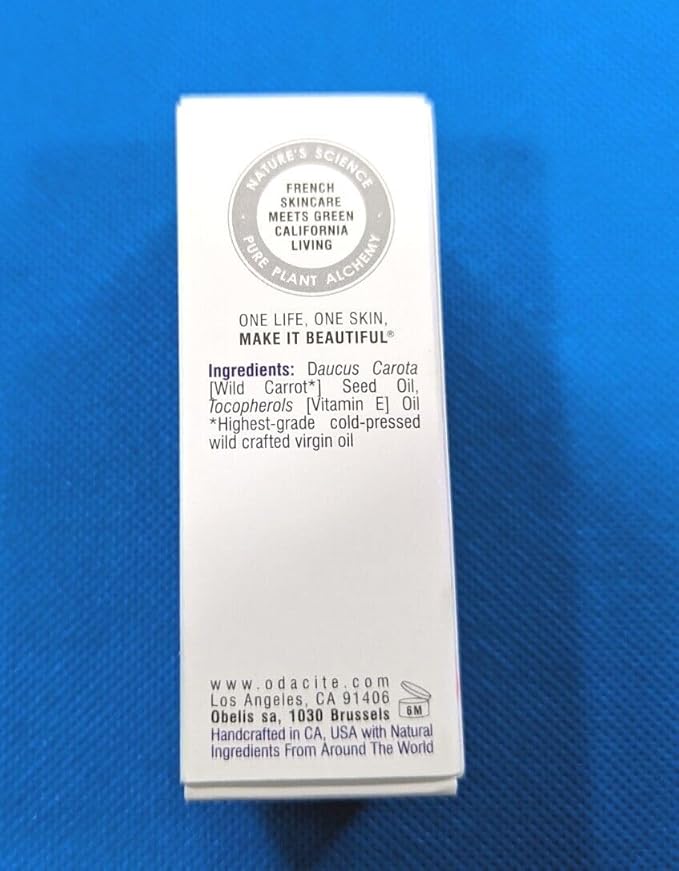 NATURE'S SCIENCE
FRENCH
SKINCARE
MEETS GREEN
CALIFORNIA
LIVING
PURE PLANT ALCHEMY
ONE LIFE, ONE SKIN,
MAKE IT BEAUTIFUL®
Ingredients: Daucus Carota
[Wild Carrot*] Seed Oil,
Tocopherols [Vitamin E] Oil
*Highest-grade cold-pressed
wild crafted virgin oil
www.odacite.com
Los Angeles, CA 91406
Obelis sa, 1030 Brussels
6M
Handcrafted in CA, USA with Natural
Ingredients From Around The World